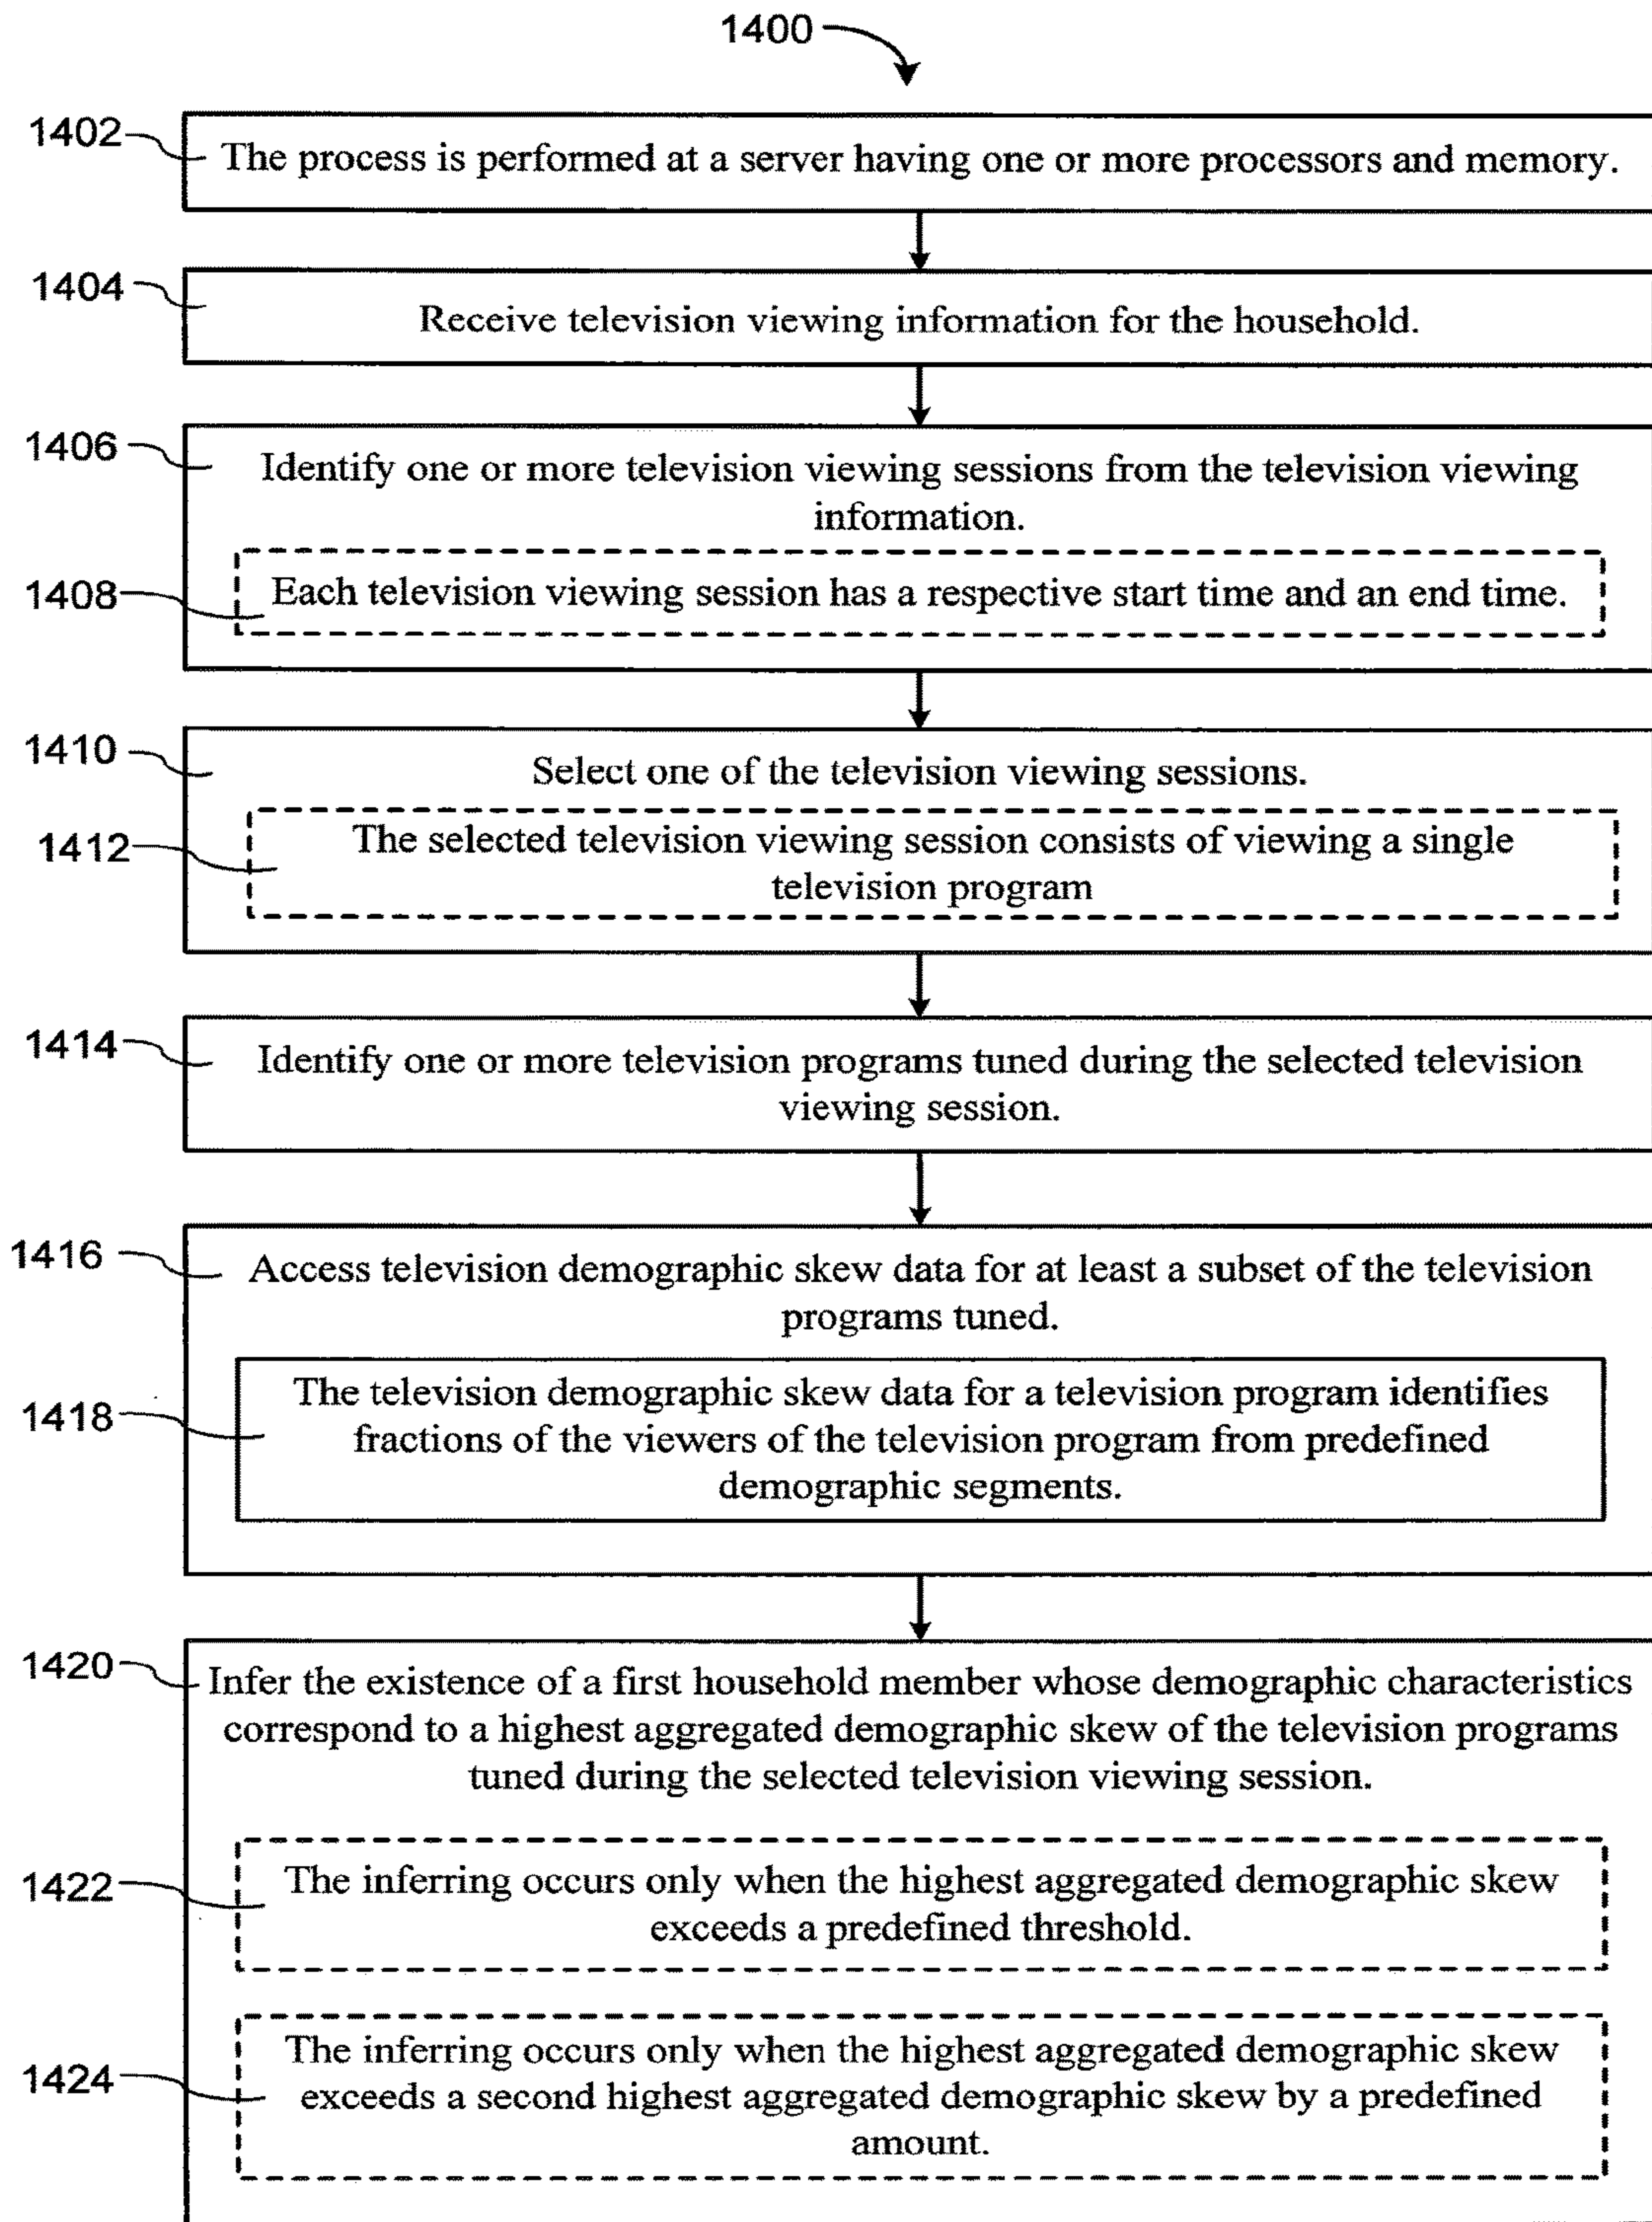 1400
1402
The process is performed at a server having one or more processors and memory.
1404
Receive television viewing information for the household.
1406
Identify one or more television viewing sessions from the television viewing
information.
1408
Each television viewing session has a respective start time and an end time.
1410
Select one of the television viewing sessions.
1412
The selected television viewing session consists of viewing a single
television program
1414
Identify one or more television programs tuned during the selected television
viewing session.
1416
Access television demographic skew data for at least a subset of the television
programs tuned.
1418
The television demographic skew data for a television program identifies
fractions of the viewers of the television program from predefined
demographic segments.
1420
Infer the existence of a first household member whose demographic characteristics
correspond to a highest aggregated demographic skew of the television programs
tuned during the selected television viewing session.
1422
The inferring occurs only when the highest aggregated demographic skew
exceeds a predefined threshold.
1424
The inferring occurs only when the highest aggregated demographic skew
exceeds a second highest aggregated demographic skew by a predefined
amount.